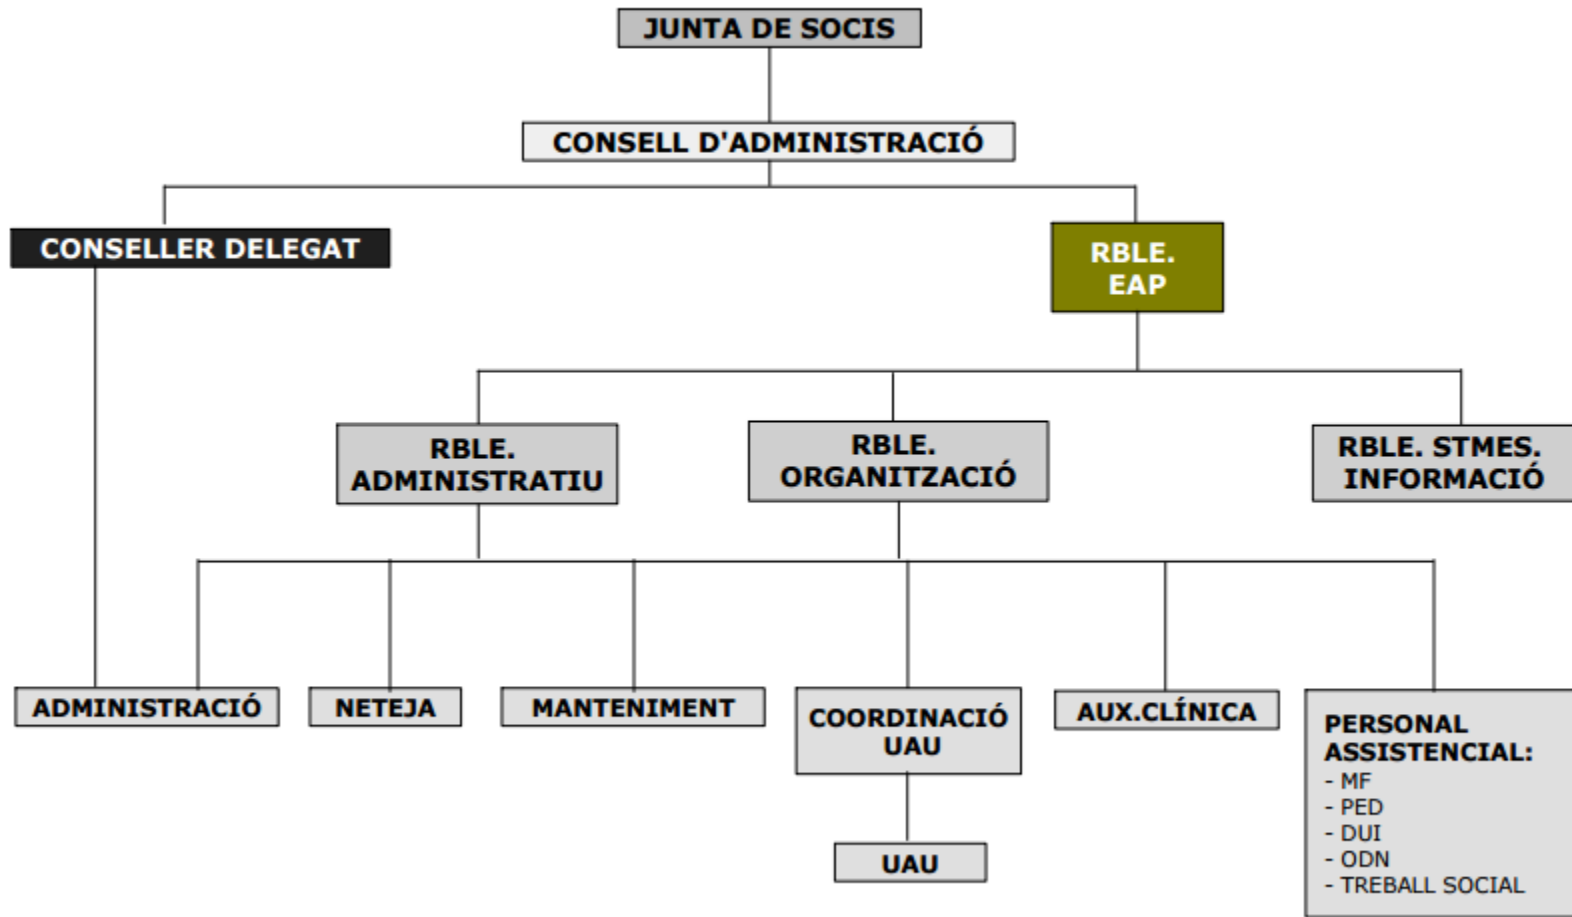 JUNTA DE SOCIS
CONSELL D'ADMINISTRACIÓ
CONSELLER DELEGAT
RBLE.
EAP
RBLE.
ADMINISTRATIU
RBLE.
ORGANITZACIÓ
RBLE. STMES.
INFORMACIÓ
ADMINISTRACIÓ
NETEJA
MANTENIMENT
COORDINACIÓ
UAU
AUX.CLÍNICA
PERSONAL
ASSISTENCIAL:
- MF
- PED
- DUI
- ODN
- TREBALL SOCIAL
UAU